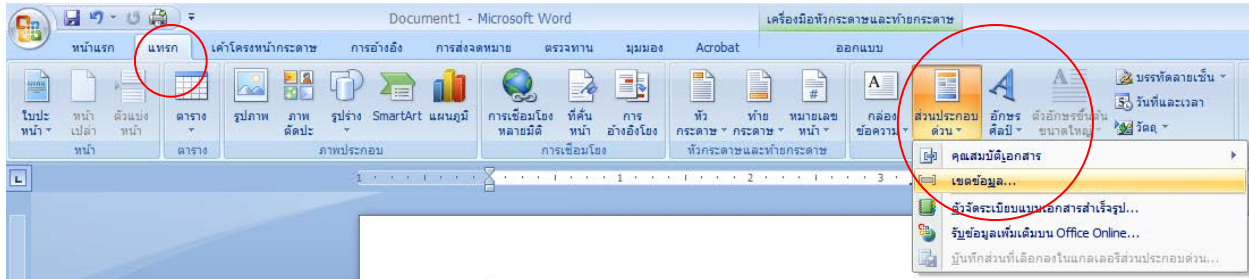 Document1 - Microsoft Word
เครื่องมือหัวกระดาษและท้ายกระดาษ
หน้าแรก แทรก เค้าโครงหน้ากระดาษ การอ้างอิง การส่งจดหมาย ตรวจทาน มุมมอง Acrobat ออกแบบ
ใบปะหน้า
หน้าเปล่า
ตัวแบ่งหน้า
ตาราง
รูปภาพ
ภาพตัดปะ
รูปร่าง
SmartArt
แผนภูมิ
การเชื่อมโยงหลายมิติ
ที่คั่นหน้า
การอ้างอิงโยง
หัวกระดาษ
ท้ายกระดาษ
หมายเลขหน้า
กล่องข้อความ
ส่วนประกอบด่วน
อักษรศิลป์
ตัวอักษรขึ้นต้นขนาดใหญ่
บรรทัดลายเซ็น
วันที่และเวลา
วัตถุ
หน้า ตาราง ภาพประกอบ การเชื่อมโยง หัวกระดาษและท้ายกระดาษ
คุณสมบัติเอกสาร
เขตข้อมูล...
ตัวจัดระเบียบแบบเอกสารสำเร็จรูป...
รับข้อมูลเพิ่มเติมบน Office Online...
บันทึกส่วนที่เลือกลงในแกลเลอรีส่วนประกอบด่วน...
1 1 2 3